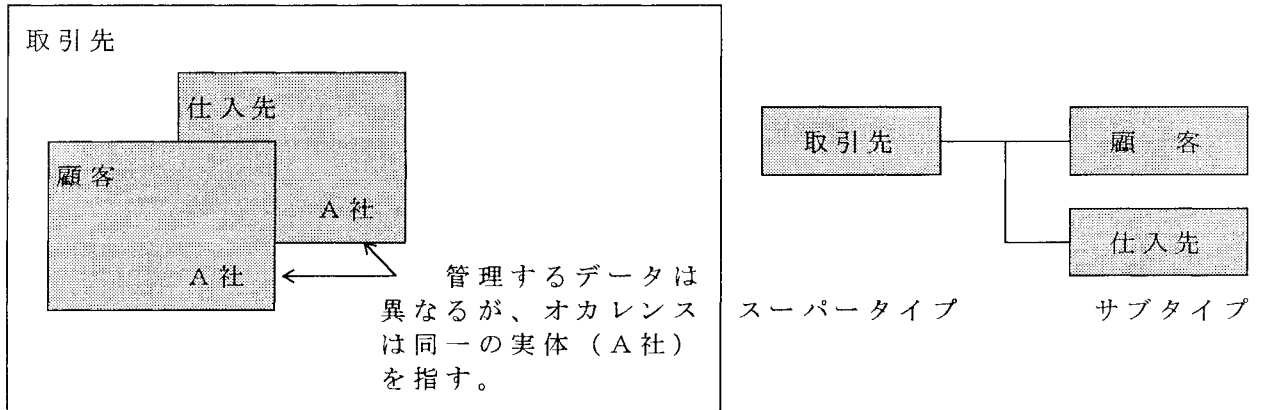 取引先
仕入先
顧客
A社
A社
管理するデータは
異なるが、オカレンス
は同一の実体（A社）
を指す。
取引先
顧　客
仕入先
スーパータイプ
サブタイプ